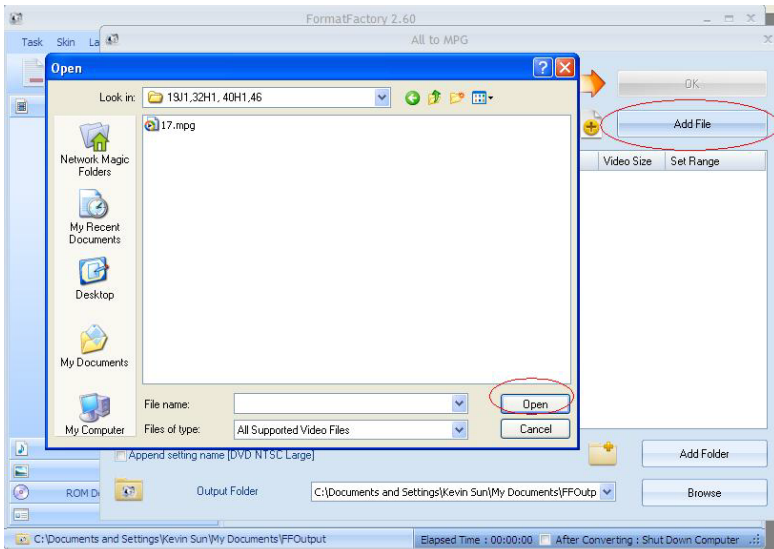 FormatFactory 2.60
Task Skin La
All to MPG
Open
Look in: 19J1,32H1, 40H1,46
OK
17.mpg
Add File
Network Magic Folders
Video Size Set Range
My Recent Documents
Desktop
My Documents
My Computer
File name: Open
Files of type: All Supported Video Files Cancel
Append setting name [DVD NTSC Large]
Add Folder
ROM D
Output Folder C:\Documents and Settings\Kevin Sun\My Documents\FFOutp Browse
C:\Documents and Settings\Kevin Sun\My Documents\FFOutput Elapsed Time : 00:00:00 After Converting : Shut Down Computer